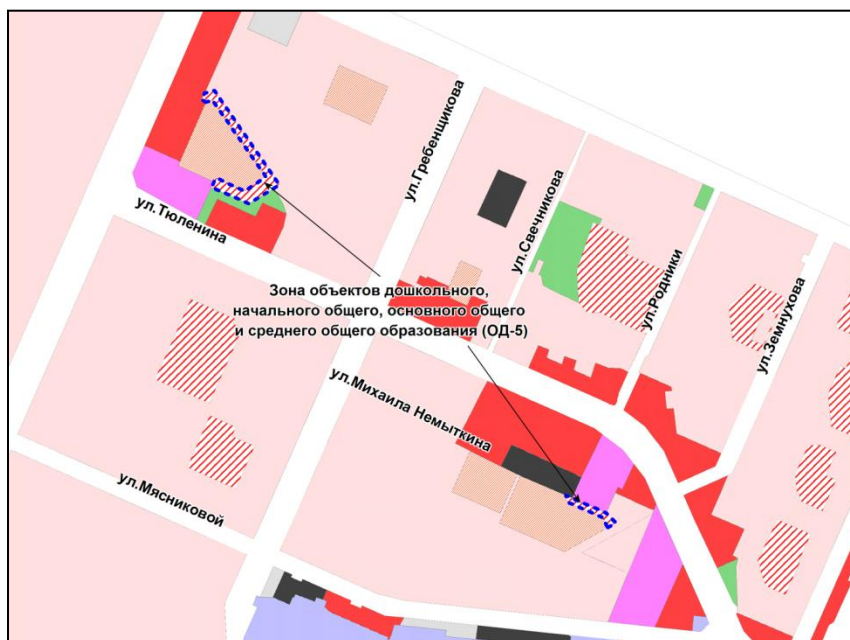 ул.Гребенщикова
ул.Тюленина
ул.Свечникова
ул.Родники
ул.Земнухова
Зона объектов дошкольного,
начального общего, основного общего
и среднего общего образования (ОД-5)
ул.Михаила Немыткина
ул.Мясниковой